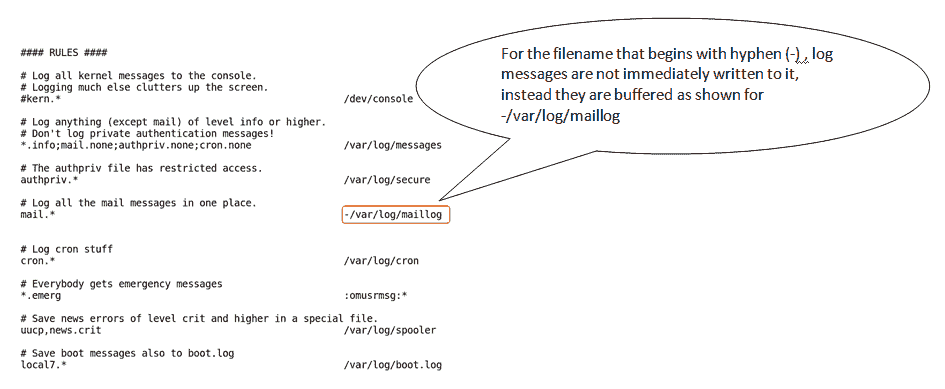 #### RULES ####
# Log all kernel messages to the console.
# Logging much else clutters up the screen.
#kern.* /dev/console
# Log anything (except mail) of level info or higher.
# Don't log private authentication messages!
*.info;mail.none;authpriv.none;cron.none /var/log/messages
# The authpriv file has restricted access.
authpriv.* /var/log/secure
# Log all the mail messages in one place.
mail.* -/var/log/maillog
# Log cron stuff
cron.* /var/log/cron
# Everybody gets emergency messages
*.emerg :omusrmsg:*
# Save news errors of level crit and higher in a special file.
uucp,news.crit /var/log/spooler
# Save boot messages also to boot.log
local7.* /var/log/boot.log
For the filename that begins with hyphen (-) , log
messages are not immediately written to it,
instead they are buffered as shown for
-/var/log/maillog